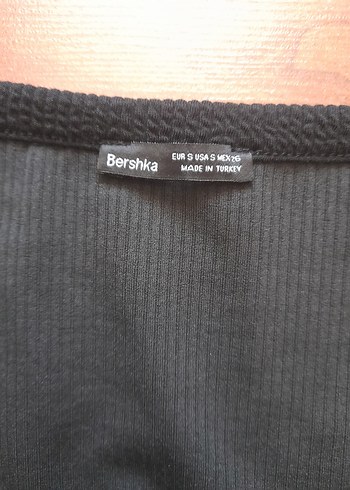 Bershka
EUR S USA S MEX 26
MADE IN TURKEY